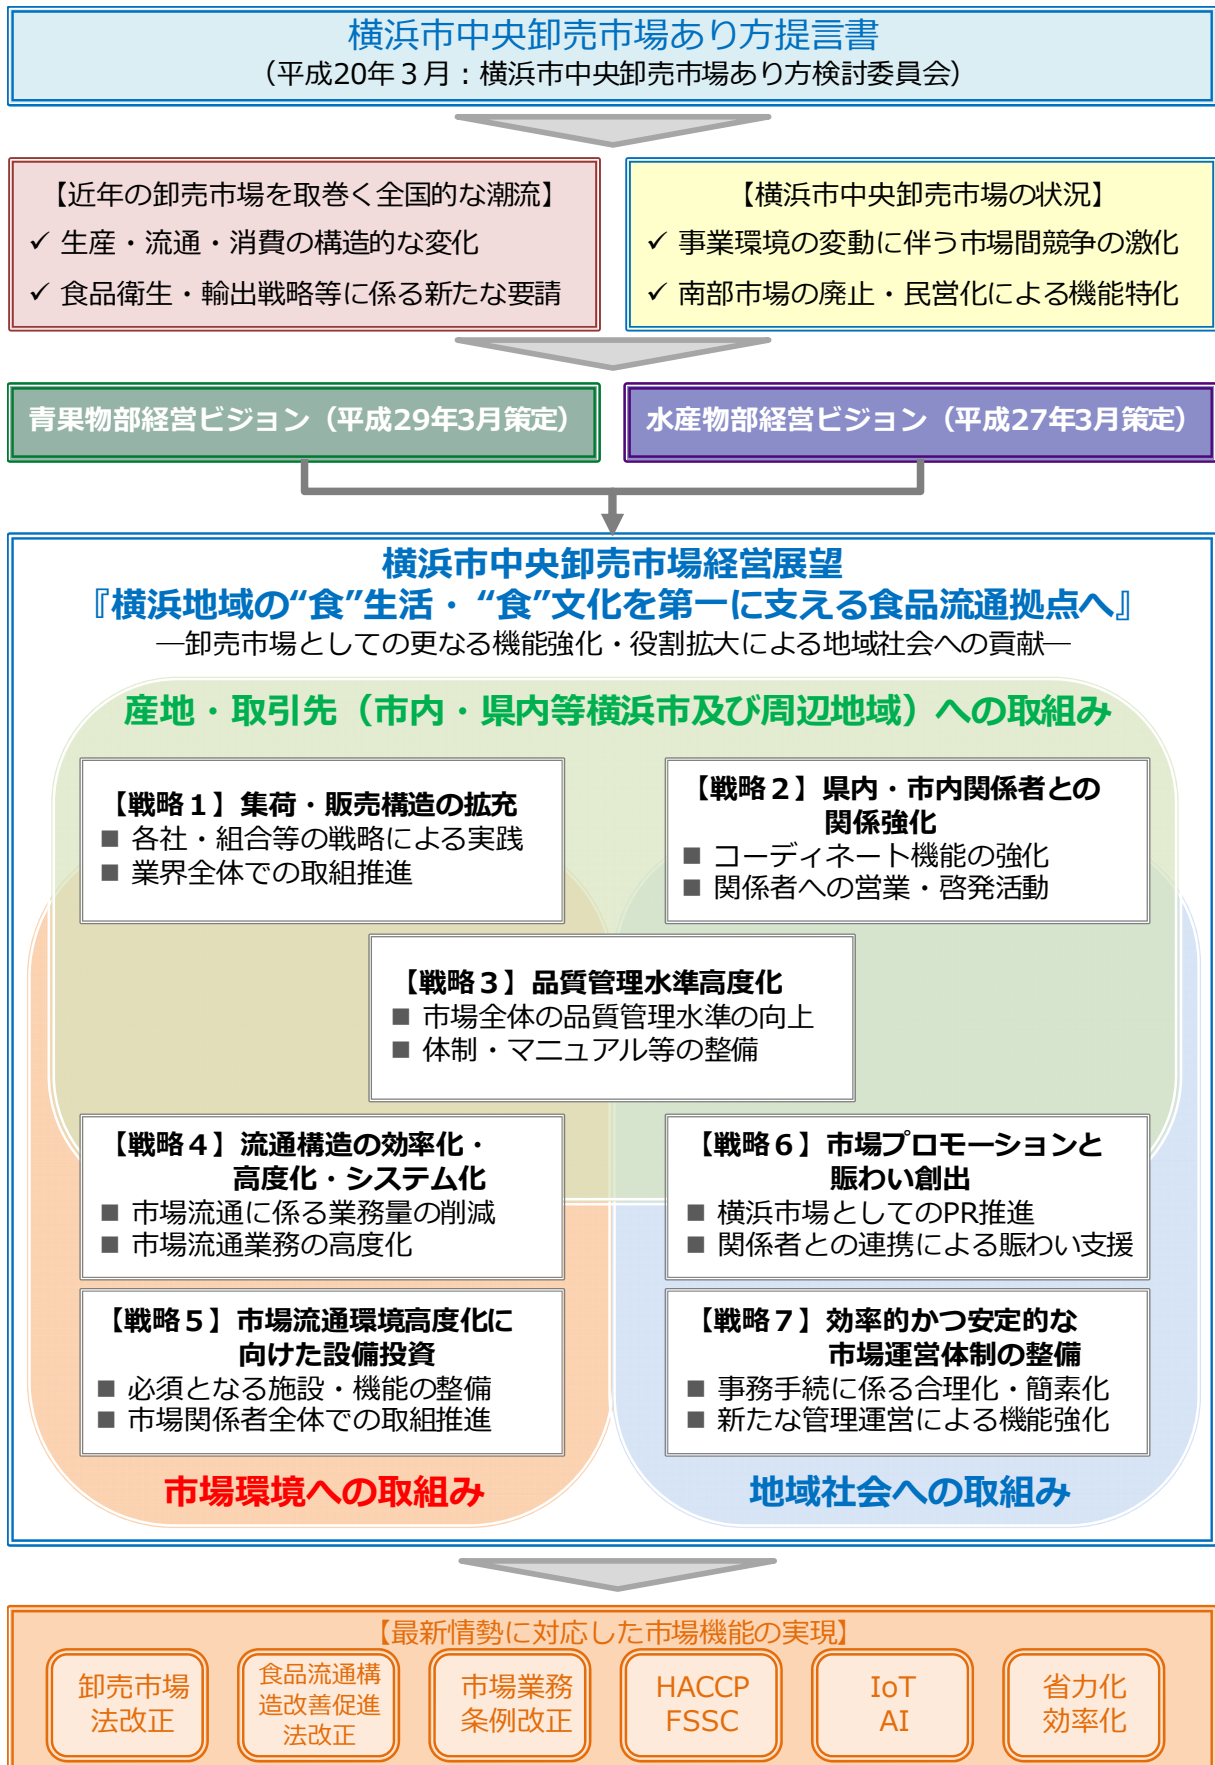 横浜市中央卸売市場あり方提言書
（平成20年３月：横浜市中央卸売市場あり方検討委員会）
【近年の卸売市場を取巻く全国的な潮流】
✓ 生産・流通・消費の構造的な変化
✓ 食品衛生・輸出戦略等に係る新たな要請
【横浜市中央卸売市場の状況】
✓ 事業環境の変動に伴う市場間競争の激化
✓ 南部市場の廃止・民営化による機能特化
青果物部経営ビジョン（平成29年3月策定）
水産物部経営ビジョン（平成27年3月策定）
横浜市中央卸売市場経営展望
『横浜地域の“食”生活・“食”文化を第一に支える食品流通拠点へ』
―卸売市場としての更なる機能強化・役割拡大による地域社会への貢献―
産地・取引先（市内・県内等横浜市及び周辺地域）への取組み
【戦略１】集荷・販売構造の拡充
■ 各社・組合等の戦略による実践
■ 業界全体での取組推進
【戦略２】県内・市内関係者との
関係強化
■ コーディネート機能の強化
■ 関係者への営業・啓発活動
【戦略３】品質管理水準高度化
■ 市場全体の品質管理水準の向上
■ 体制・マニュアル等の整備
【戦略４】流通構造の効率化・
高度化・システム化
■ 市場流通に係る業務量の削減
■ 市場流通業務の高度化
【戦略６】市場プロモーションと
賑わい創出
■ 横浜市場としてのPR推進
■ 関係者との連携による賑わい支援
【戦略５】市場流通環境高度化に
向けた設備投資
■ 必須となる施設・機能の整備
■ 市場関係者全体での取組推進
【戦略７】効率的かつ安定的な
市場運営体制の整備
■ 事務手続に係る合理化・簡素化
■ 新たな管理運営による機能強化
市場環境への取組み
地域社会への取組み
【最新情勢に対応した市場機能の実現】
卸売市場
法改正
食品流通構
造改善促進
法改正
市場業務
条例改正
HACCP
FSSC
IoT
AI
省力化
効率化